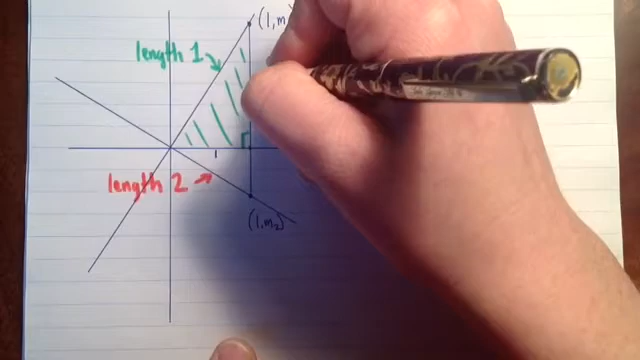 (1,m
length 1
1
length 2
(1,m₂)